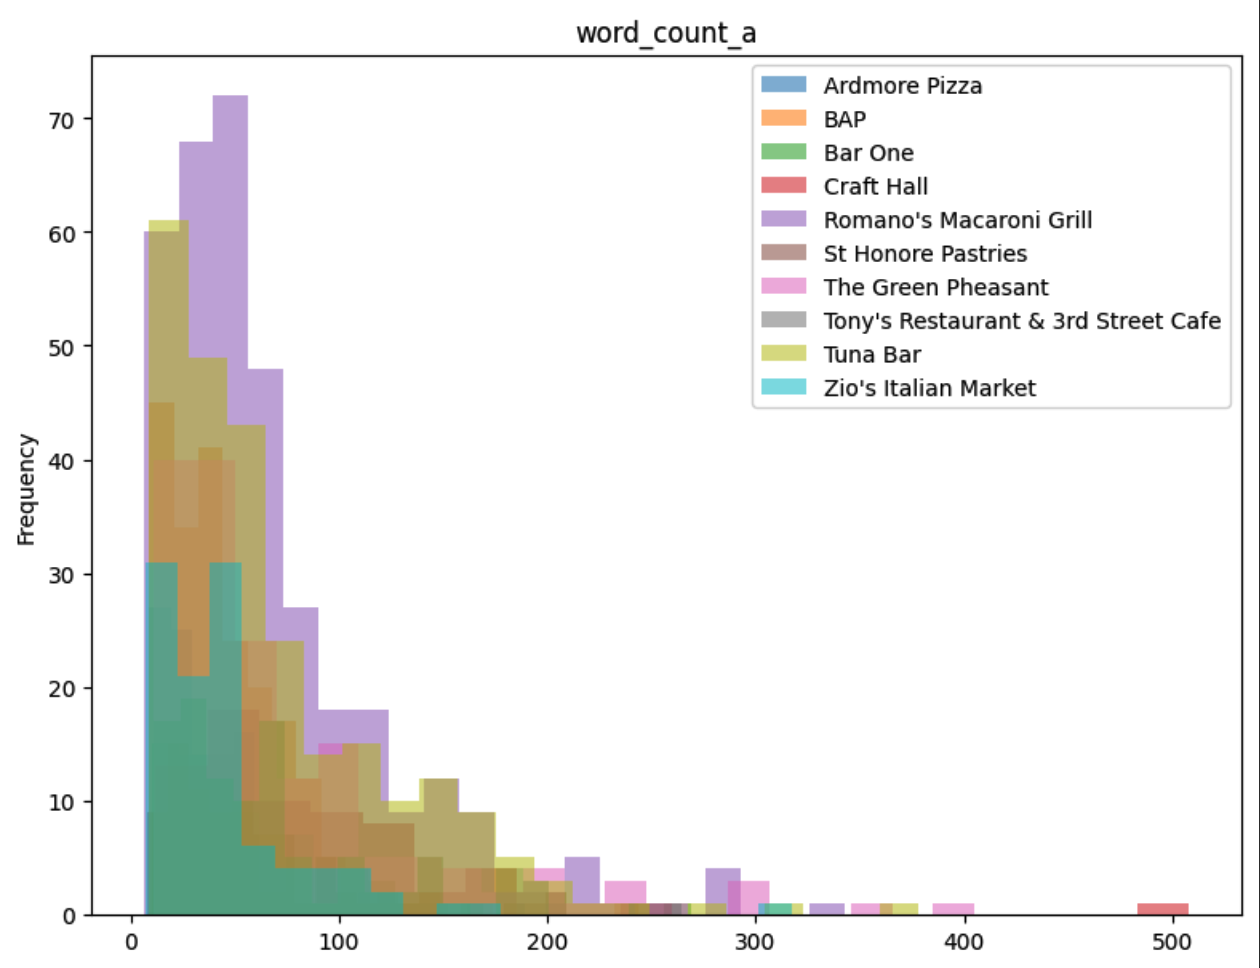 word_count_a
Ardmore Pizza
BAP
Bar One
Craft Hall
Romano's Macaroni Grill
St Honore Pastries
The Green Pheasant
Tony's Restaurant & 3rd Street Cafe
Tuna Bar
Zio's Italian Market
Frequency
70
60
50
40
30
20
10
0
0 100 200 300 400 500